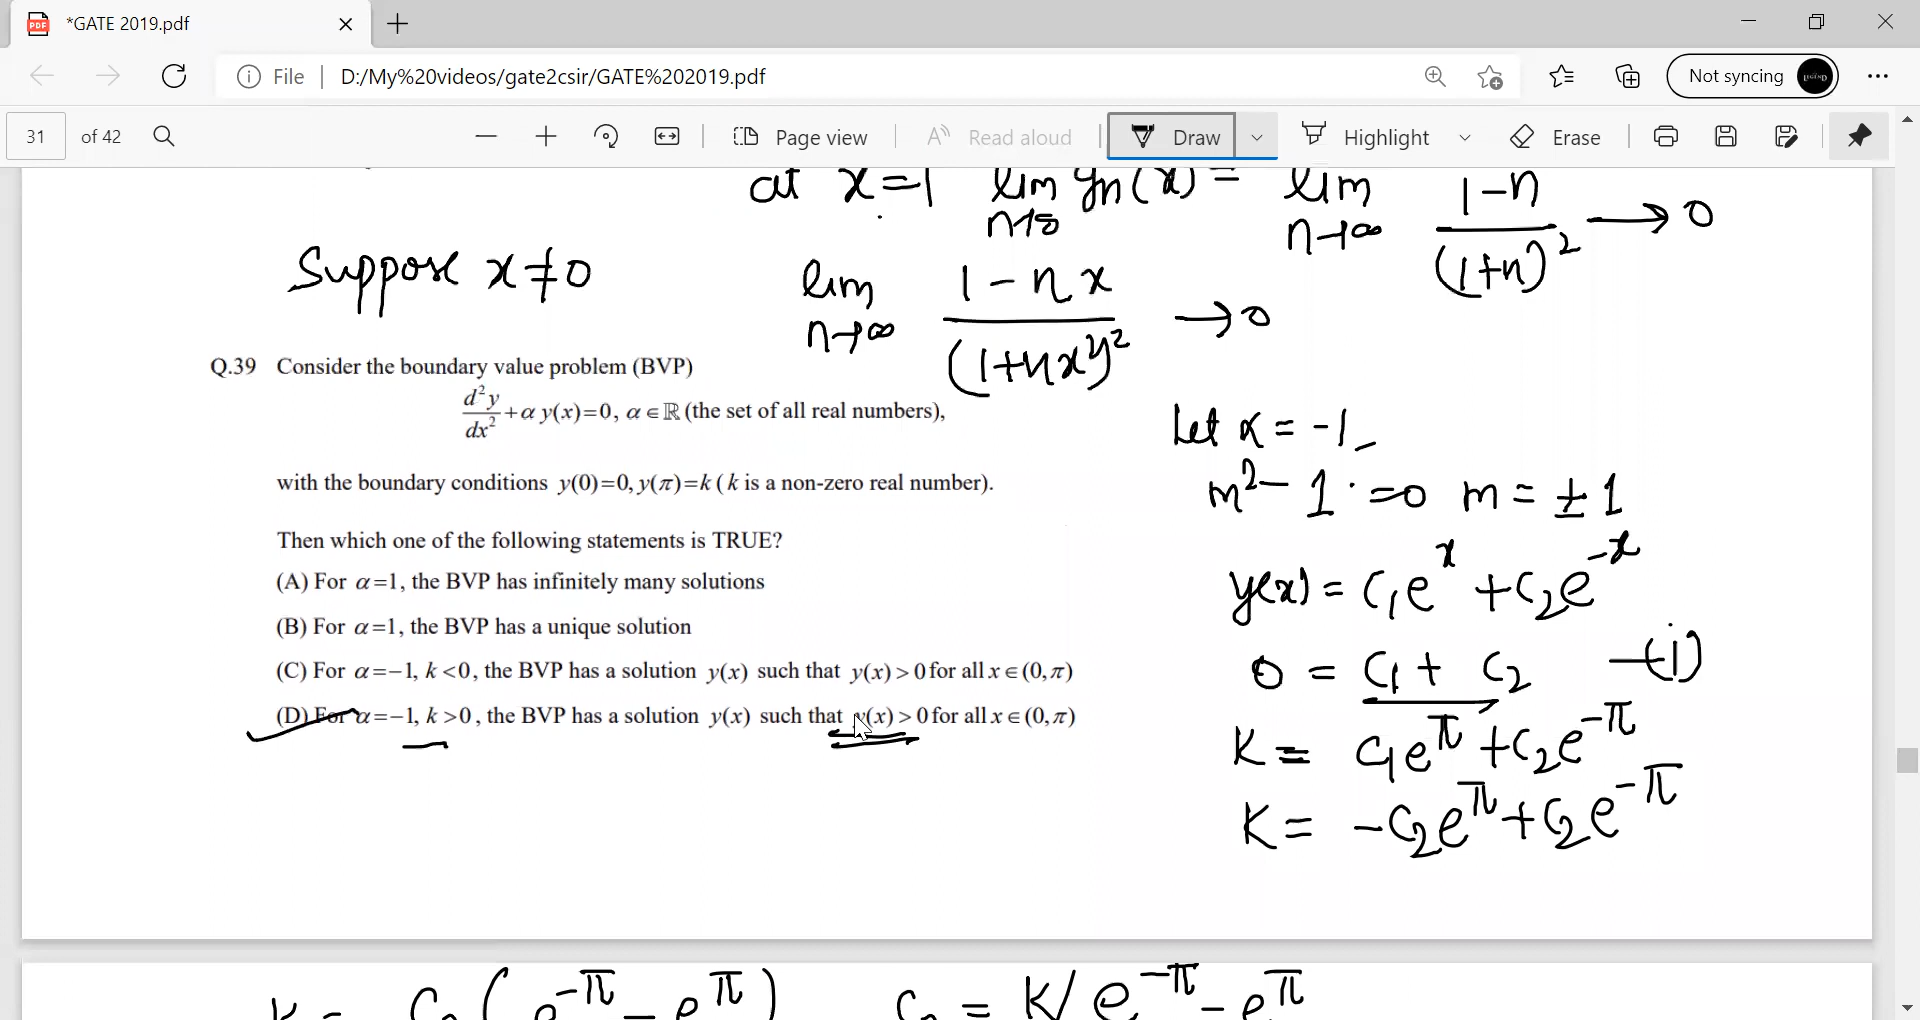 *GATE 2019.pdf
File | D:/My%20videos/gate2csir/GATE%202019.pdf
Not syncing
31 of 42
Page view
Read aloud
Draw
Highlight
Erase
at x=1 lim n→∞ yn(x) = lim n→∞ (1-n)/(1+n)² → 0
Suppose x≠0 lim n→∞ (1-nx)/(1+nx)² → 0
Q.39 Consider the boundary value problem (BVP)
d²y/dx² + α y(x)=0, α ∈ ℝ (the set of all real numbers),
with the boundary conditions y(0)=0, y(π)=k ( k is a non-zero real number).
Then which one of the following statements is TRUE?
(A) For α=1, the BVP has infinitely many solutions
(B) For α=1, the BVP has a unique solution
(C) For α=−1, k <0, the BVP has a solution y(x) such that y(x) > 0 for all x ∈ (0,π)
(D) For α=−1, k >0, the BVP has a solution y(x) such that y(x) > 0 for all x ∈ (0,π)
Let α = -1
m² - 1 = 0 m = ± 1
y(x) = C₁e^x + C₂e^-x
0 = C₁ + C₂ —(i)
K = C₁e^π + C₂e^-π
K = -C₂e^π + C₂e^-π
K = C₂(e^-π - e^π) C₂ = K/e^-π - e^π